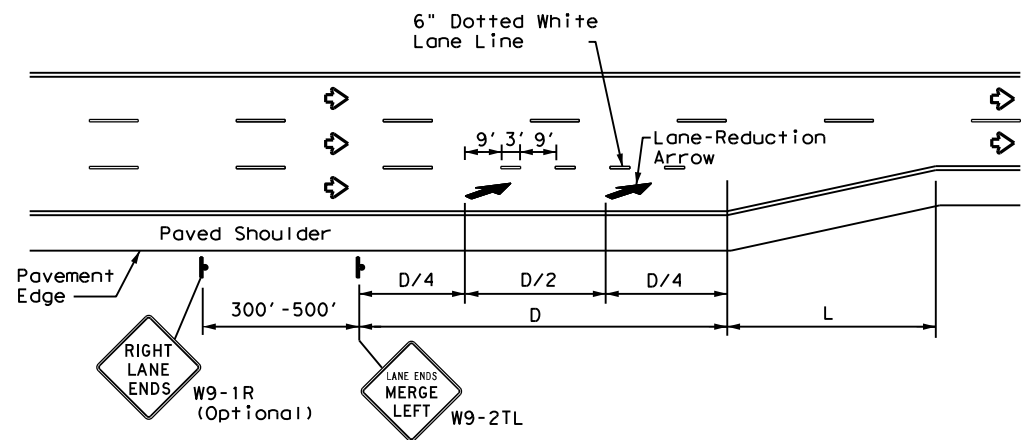 6" Dotted White
Lane Line
9' 3' 9'
Lane-Reduction
Arrow
Paved Shoulder
Pavement
Edge
D/4 D/2 D/4
300'-500' D L
RIGHT
LANE
ENDS
W9-1R
(Optional)
LANE ENDS
MERGE
LEFT
W9-2TL